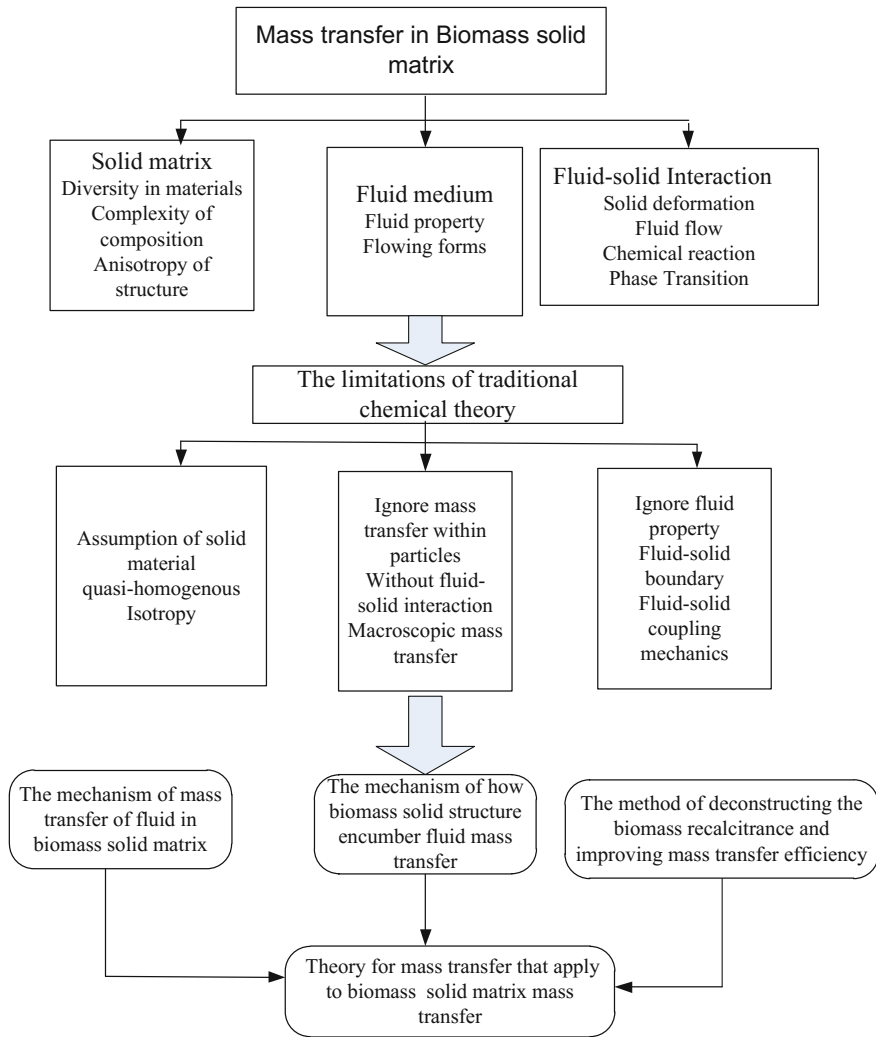 Mass transfer in Biomass solid
matrix
Solid matrix
Diversity in materials
Complexity of
composition
Anisotropy of
structure
Fluid medium
Fluid property
Flowing forms
Fluid-solid Interaction
Solid deformation
Fluid flow
Chemical reaction
Phase Transition
The limitations of traditional
chemical theory
Assumption of solid
material
quasi-homogenous
Isotropy
Ignore mass
transfer within
particles
Without fluid-
solid interaction
Macroscopic mass
transfer
Ignore fluid
property
Fluid-solid
boundary
Fluid-solid
coupling
mechanics
The mechanism of mass
transfer of fluid in
biomass solid matrix
The mechanism of how
biomass solid structure
encumber fluid mass
transfer
The method of deconstructing the
biomass recalcitrance and
improving mass transfer efficiency
Theory for mass transfer that apply
to biomass solid matrix mass
transfer